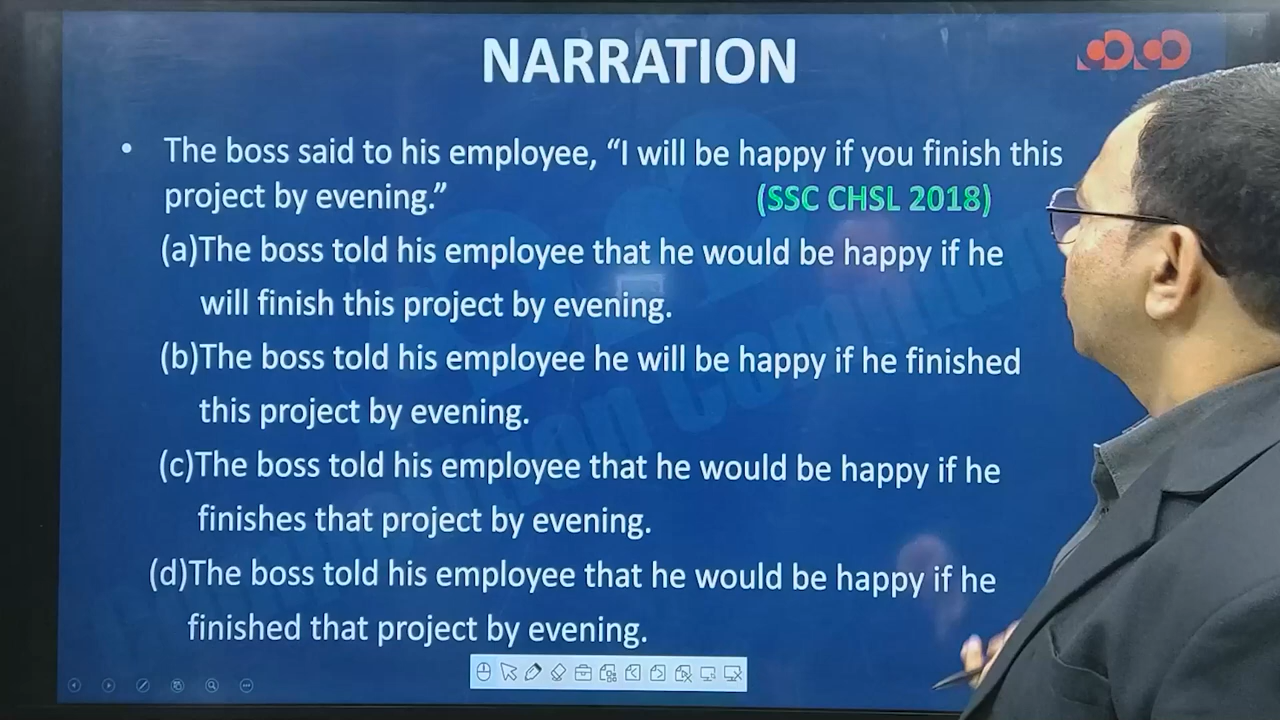 NARRATION
• The boss said to his employee, “I will be happy if you finish this
project by evening.” (SSC CHSL 2018)
(a)The boss told his employee that he would be happy if he
will finish this project by evening.
(b)The boss told his employee he will be happy if he finished
this project by evening.
(c)The boss told his employee that he would be happy if he
finishes that project by evening.
(d)The boss told his employee that he would be happy if he
finished that project by evening.